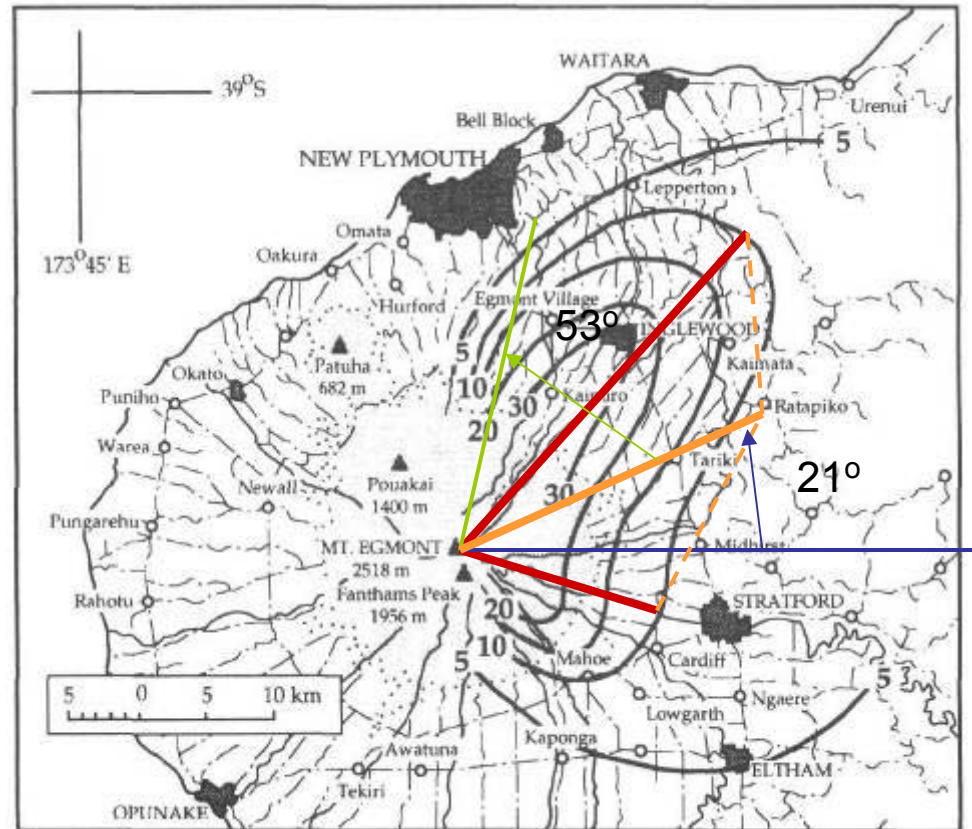 WAITARA
39°S
Urenui
Bell Block
5
NEW PLYMOUTH
Lepperton
Omata
173°45' E
Oakura
Hurford
Egmont Village
53°
INGLEWOOD
5
Patuha
682 m
Kaimata
Okato
10
30
Kaimiro
Puniho
Ratapiko
20
Warea
Tariki
21°
Pouakai
1400 m
Newall
30
Pungarehu
MT. EGMONT
2518 m
Midhirst
Fanthams Peak
1956 m
Rahotu
20
STRATFORD
10
5
Mahoe
Cardiff
5
5 0 5 10 km
Lowgarth
Ngaere
Kaponga
Awatuna
ELTHAM
Tekiri
OPUNAKE